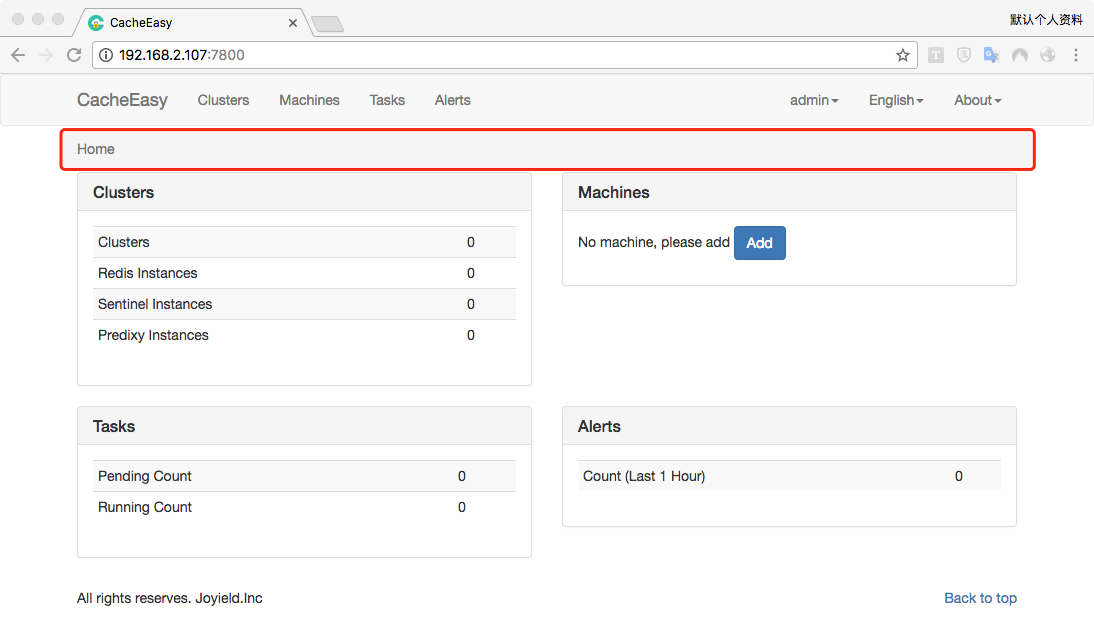 CacheEasy
默认个人资料
192.168.2.107:7800
CacheEasy Clusters Machines Tasks Alerts admin English About
Home
Clusters
Clusters 0
Redis Instances 0
Sentinel Instances 0
Predixy Instances 0
Machines
No machine, please add Add
Tasks
Pending Count 0
Running Count 0
Alerts
Count (Last 1 Hour) 0
All rights reserves. Joyield.Inc Back to top